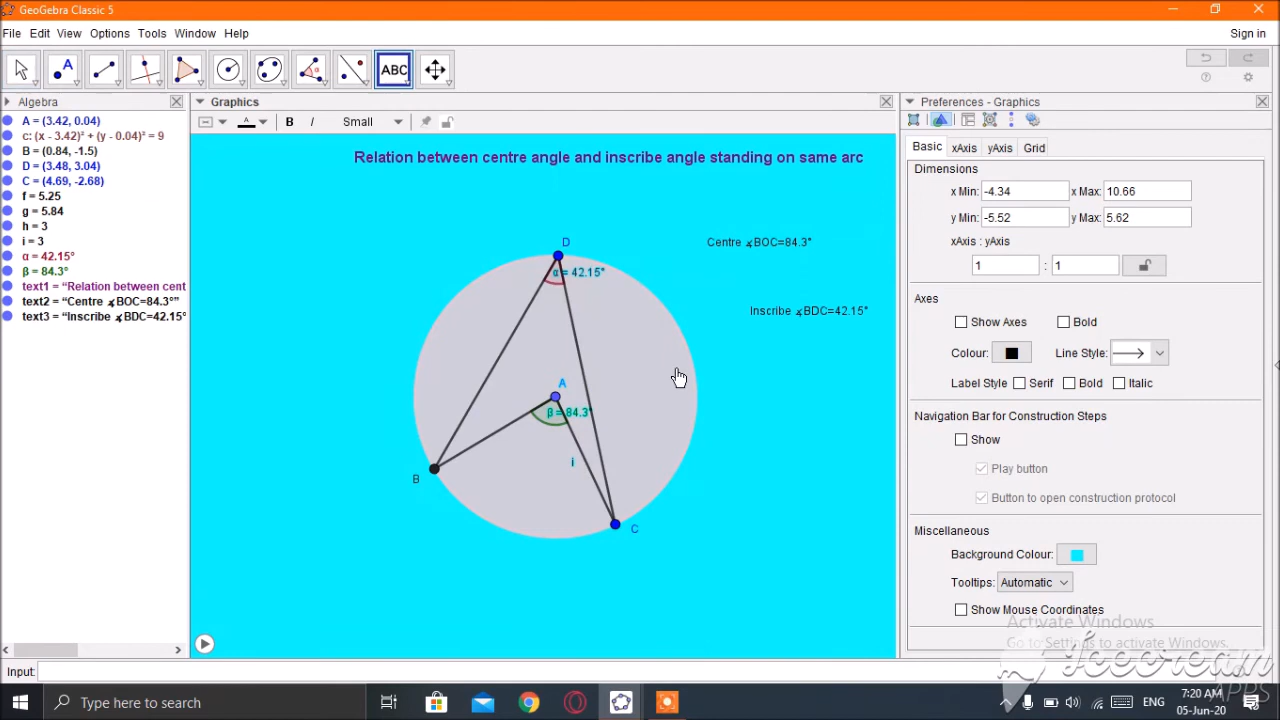 GeoGebra Classic 5
File Edit View Options Tools Window Help Sign in
A ABC
Algebra
Graphics
Preferences - Graphics
A B I Small
A = (3.42, 0.04)
c: (x - 3.42)² + (y - 0.04)² = 9
B = (0.84, -1.5)
D = (3.48, 3.04)
C = (4.69, -2.68)
f = 5.25
g = 5.84
h = 3
i = 3
α = 42.15°
β = 84.3°
text1 = “Relation between cent
text2 = “Centre ∡BOC=84.3°”
text3 = “Inscribe ∡BDC=42.15°
Relation between centre angle and inscribe angle standing on same arc
Centre ∡BOC=84.3°
Inscribe ∡BDC=42.15°
D
α = 42.15°
A
β = 84.3°
i
B
C
Basic xAxis yAxis Grid
Dimensions
x Min: -4.34 x Max: 10.66
y Min: -5.52 y Max: 5.62
xAxis : yAxis
1 : 1
Axes
Show Axes Bold
Colour: Line Style:
Label Style Serif Bold Italic
Navigation Bar for Construction Steps
Show
Play button
Button to open construction protocol
Miscellaneous
Background Colour:
Tooltips: Automatic
Show Mouse Coordinates
Activate Windows
Go to Settings to activate Windows.
Icecream
APPS
Input:
Type here to search
ENG
7:20 AM
05-Jun-20